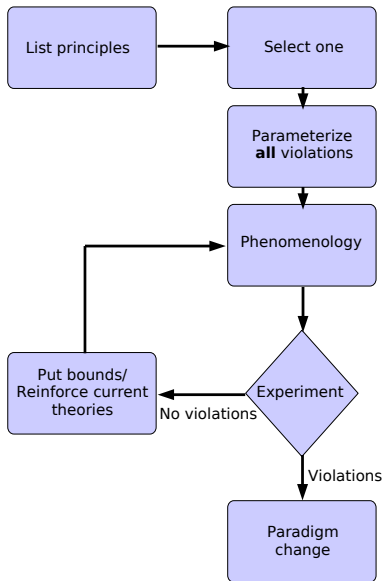 List principles
Select one
Parameterize
all violations
Phenomenology
Put bounds/
Reinforce current
theories
Experiment
No violations
Violations
Paradigm
change